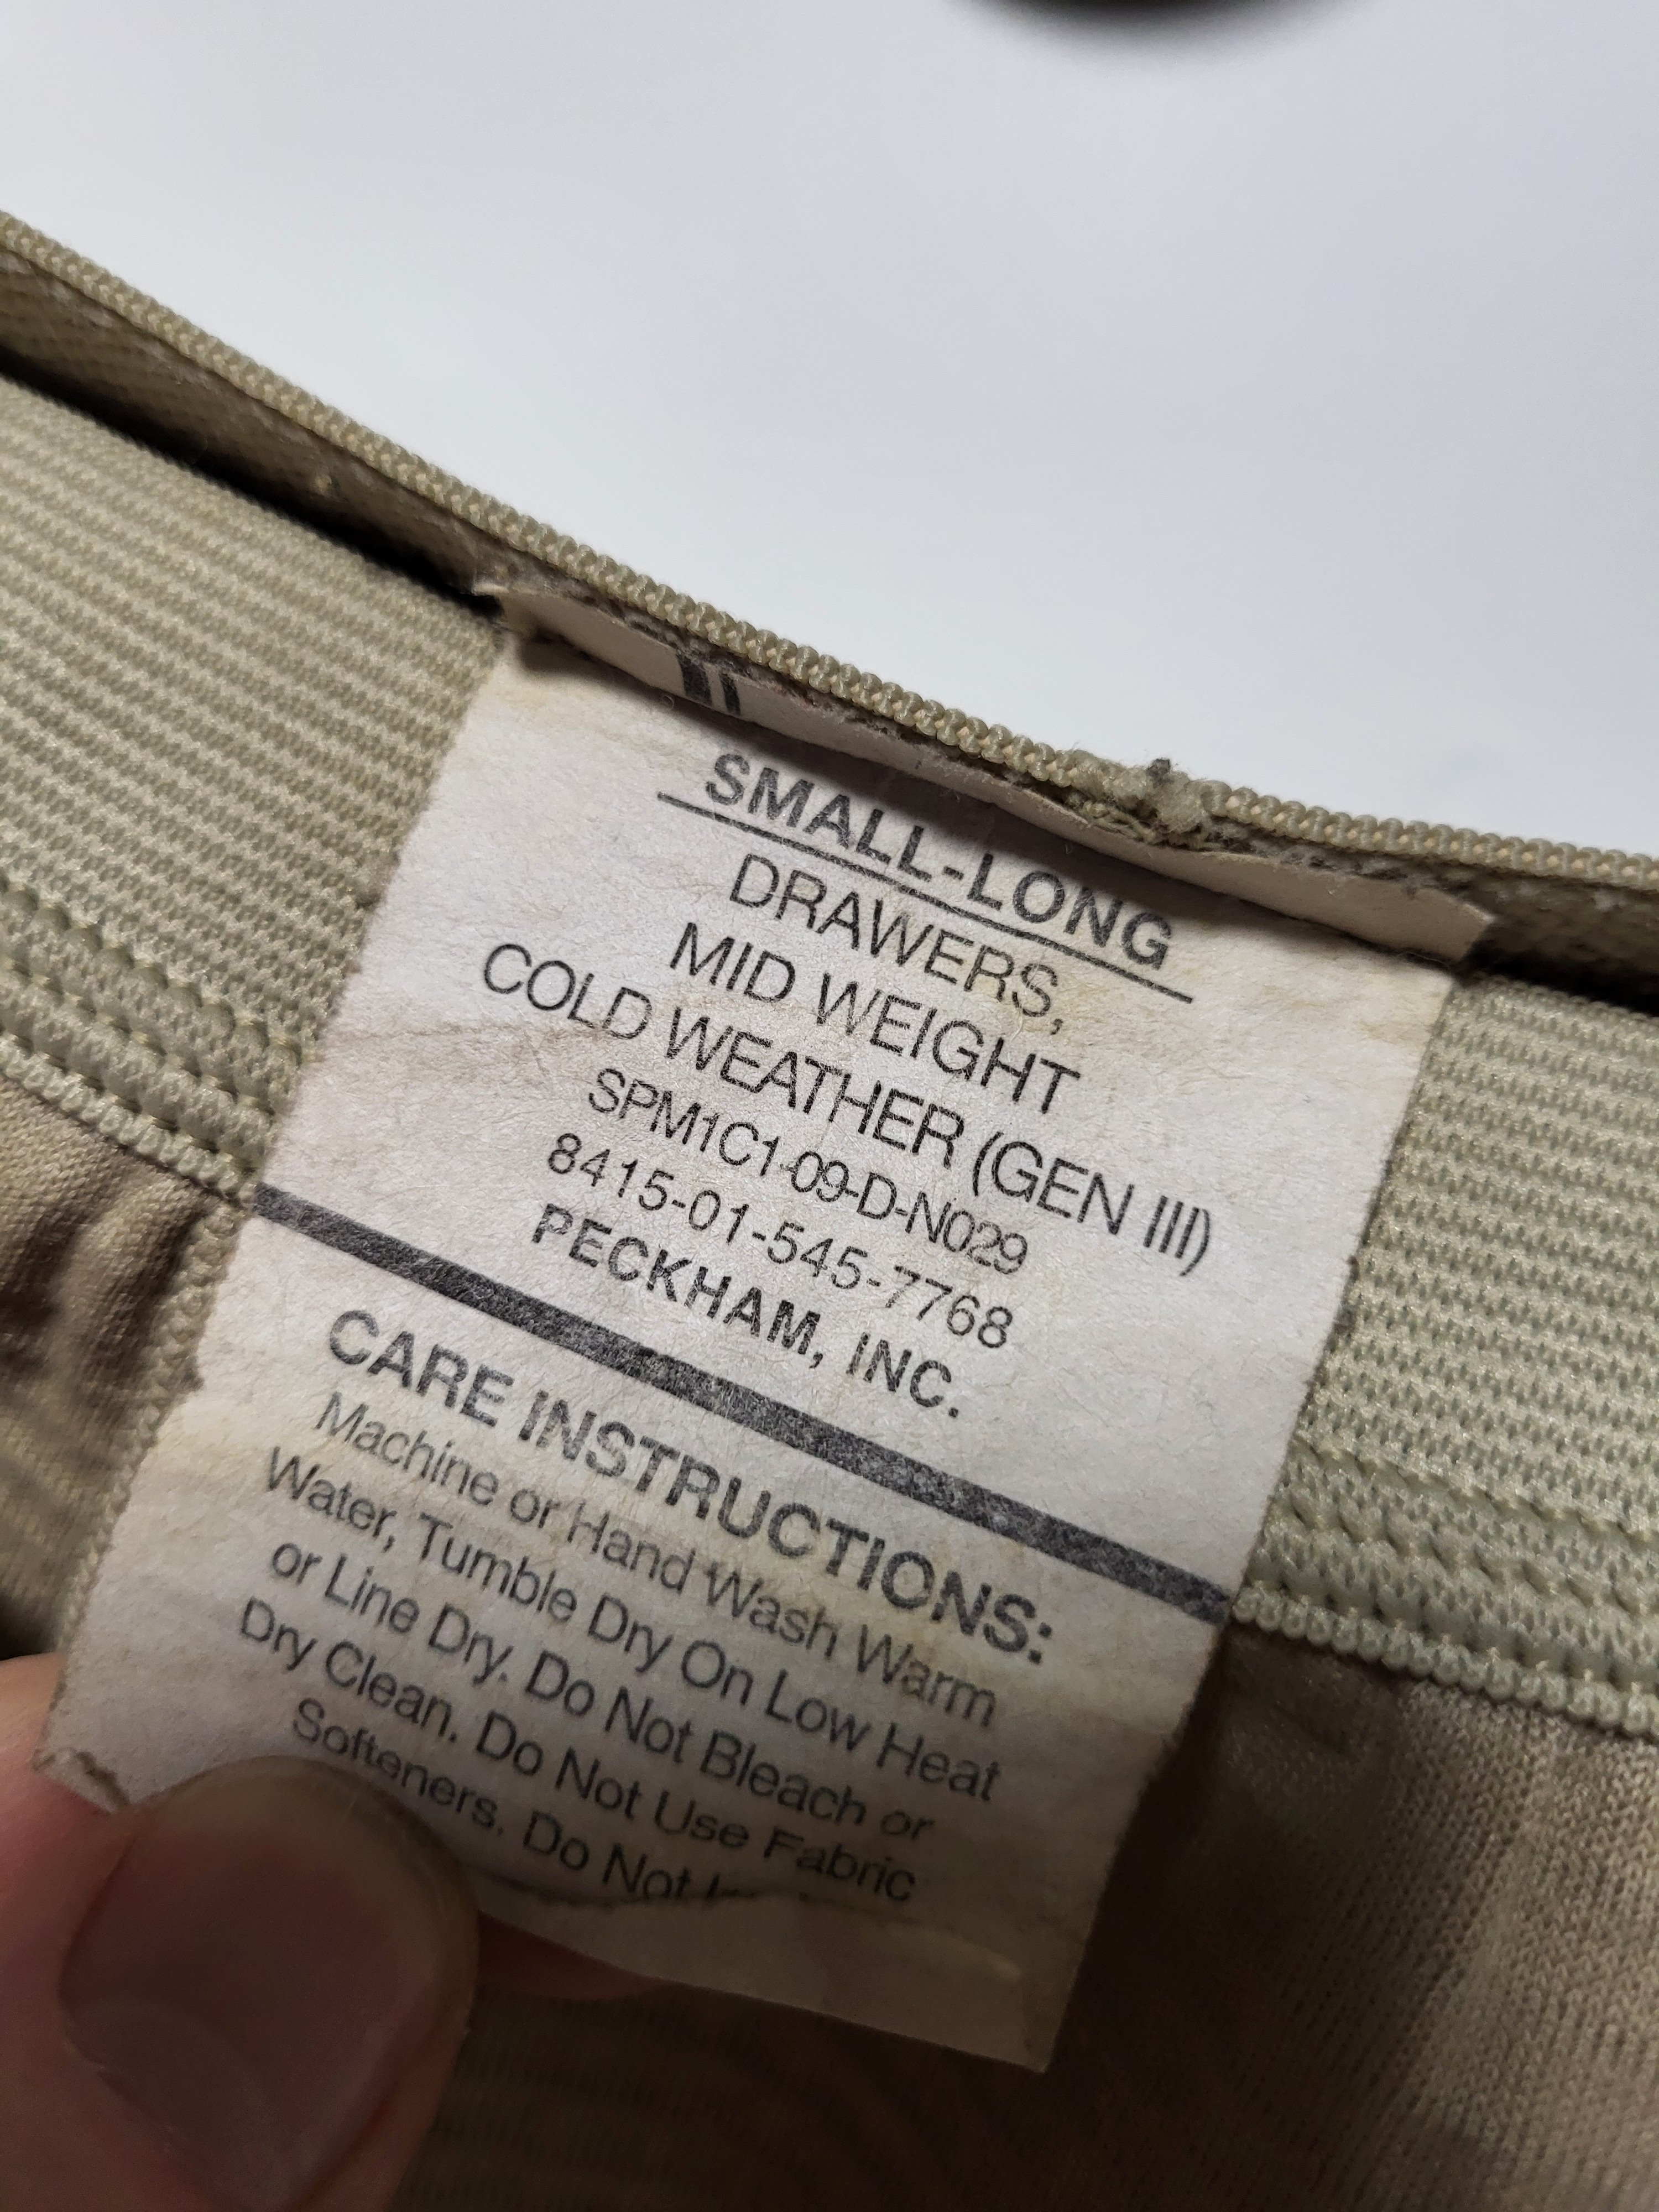 SMALL-LONG
DRAWERS,
MID WEIGHT
COLD WEATHER (GEN III)
SPM1C1-09-D-N029
8415-01-545-7768
PECKHAM, INC.
CARE INSTRUCTIONS:
Machine or Hand Wash Warm
Water, Tumble Dry On Low Heat
or Line Dry. Do Not Bleach or
Dry Clean. Do Not Use Fabric
Softeners. Do Not